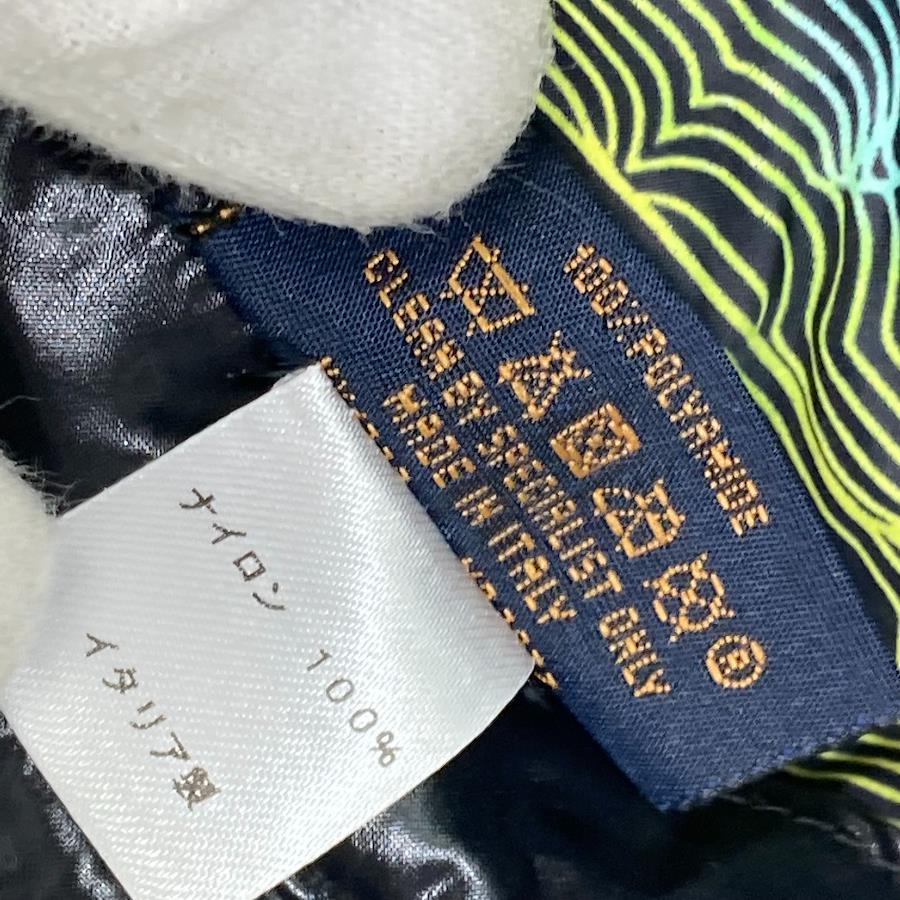 100% POLYAMIDE
CLEAN BY SPECIALIST ONLY
MADE IN ITALY
ナイロン 100%
イタリア製